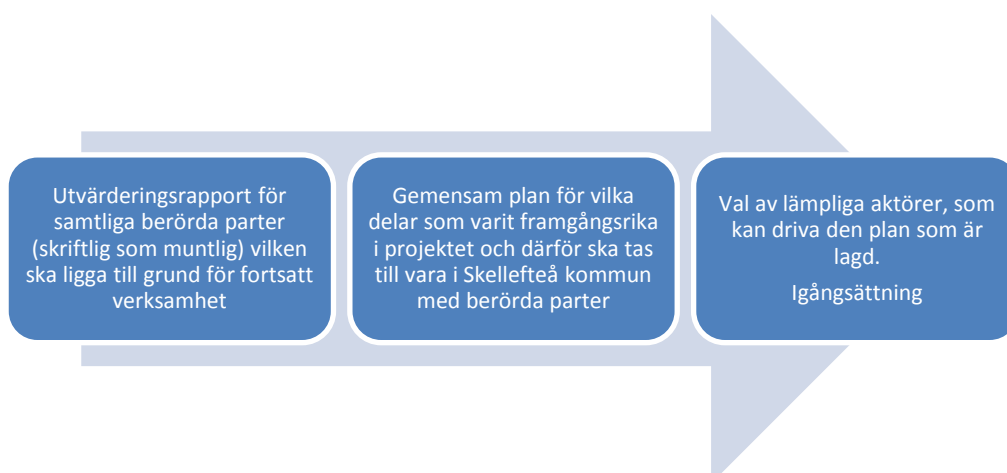 Utvärderingsrapport för
samtliga berörda parter
(skriftlig som muntlig) vilken
ska ligga till grund för fortsatt
verksamhet
Gemensam plan för vilka
delar som varit framgångsrika
i projektet och därför ska tas
till vara i Skellefteå kommun
med berörda parter
Val av lämpliga aktörer, som
kan driva den plan som är
lagd.
Igångsättning